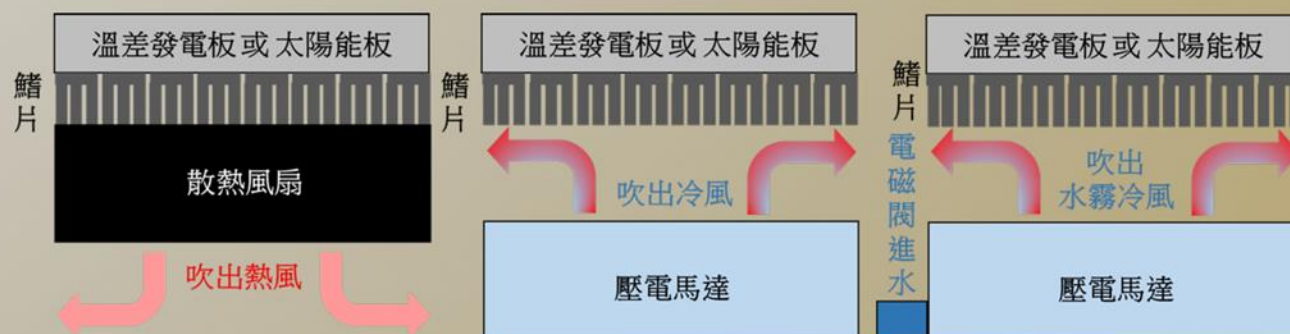 溫差發電板或太陽能板
鰭片
散熱風扇
吹出熱風
溫差發電板或太陽能板
鰭片
吹出冷風
壓電馬達
溫差發電板或太陽能板
鰭片
電磁閥進水
吹出
水霧冷風
壓電馬達